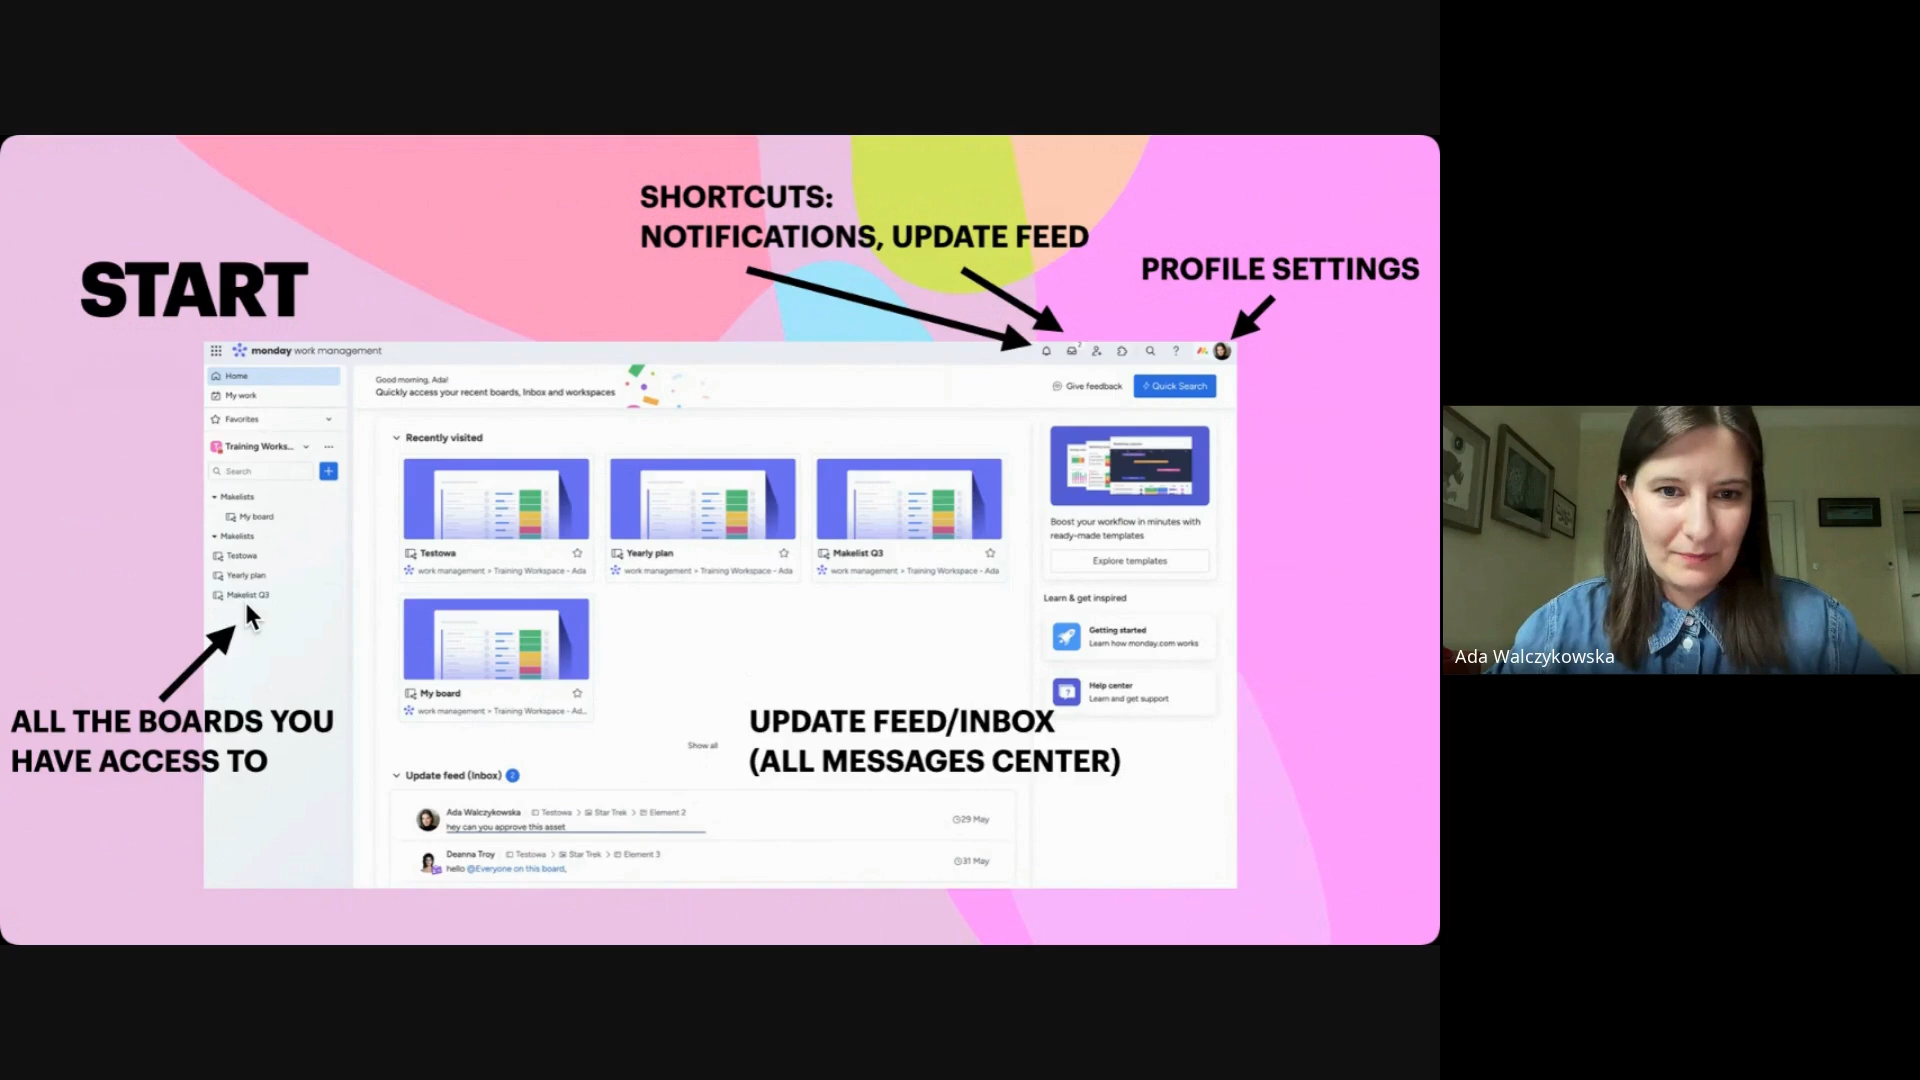 SHORTCUTS:
NOTIFICATIONS, UPDATE FEED
PROFILE SETTINGS
START
monday work management
2
?
Home
Good morning, Ada!
Quickly access your recent boards, Inbox and workspaces
Give feedback
Quick Search
My work
Favorites
Training Works...
Search
+
Makelists
My board
Makelists
Testowa
Yearly plan
Makelist Q3
Recently visited
Testowa
work management > Training Workspace - Ada
Yearly plan
work management > Training Workspace - Ada
Makelist Q3
work management > Training Workspace - Ada
My board
work management > Training Workspace - Ad...
Show all
Boost your workflow in minutes with
ready-made templates
Explore templates
Learn & get inspired
Getting started
Learn how monday.com works
Help center
Learn and get support
ALL THE BOARDS YOU
HAVE ACCESS TO
UPDATE FEED/INBOX
(ALL MESSAGES CENTER)
Update feed (Inbox) 2
Ada Walczykowska Testowa > Star Trek > Element 2
hey can you approve this asset
29 May
Deanna Troy Testowa > Star Trek > Element 3
hello @Everyone on this board,
31 May
Ada Walczykowska